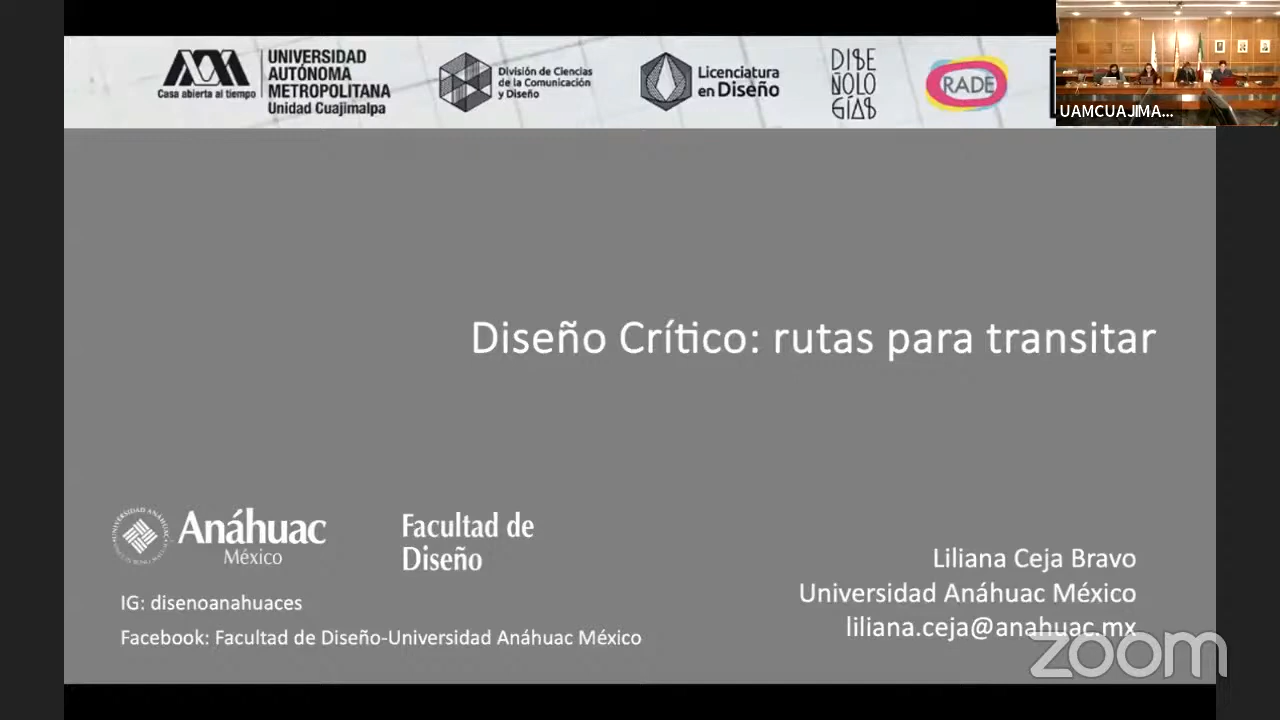 UNIVERSIDAD
AUTÓNOMA
METROPOLITANA
Casa abierta al tiempo
Unidad Cuajimalpa
División de Ciencias
de la Comunicación
y Diseño
Licenciatura
en Diseño
DISE
ÑOLO
GÍAS
RADE
UAMCUAJIMA...
Diseño Crítico: rutas para transitar
Anáhuac
México
Facultad de
Diseño
IG: disenoanahuaces
Facebook: Facultad de Diseño-Universidad Anáhuac México
Liliana Ceja Bravo
Universidad Anáhuac México
liliana.ceja@anahuac.mx
zoom